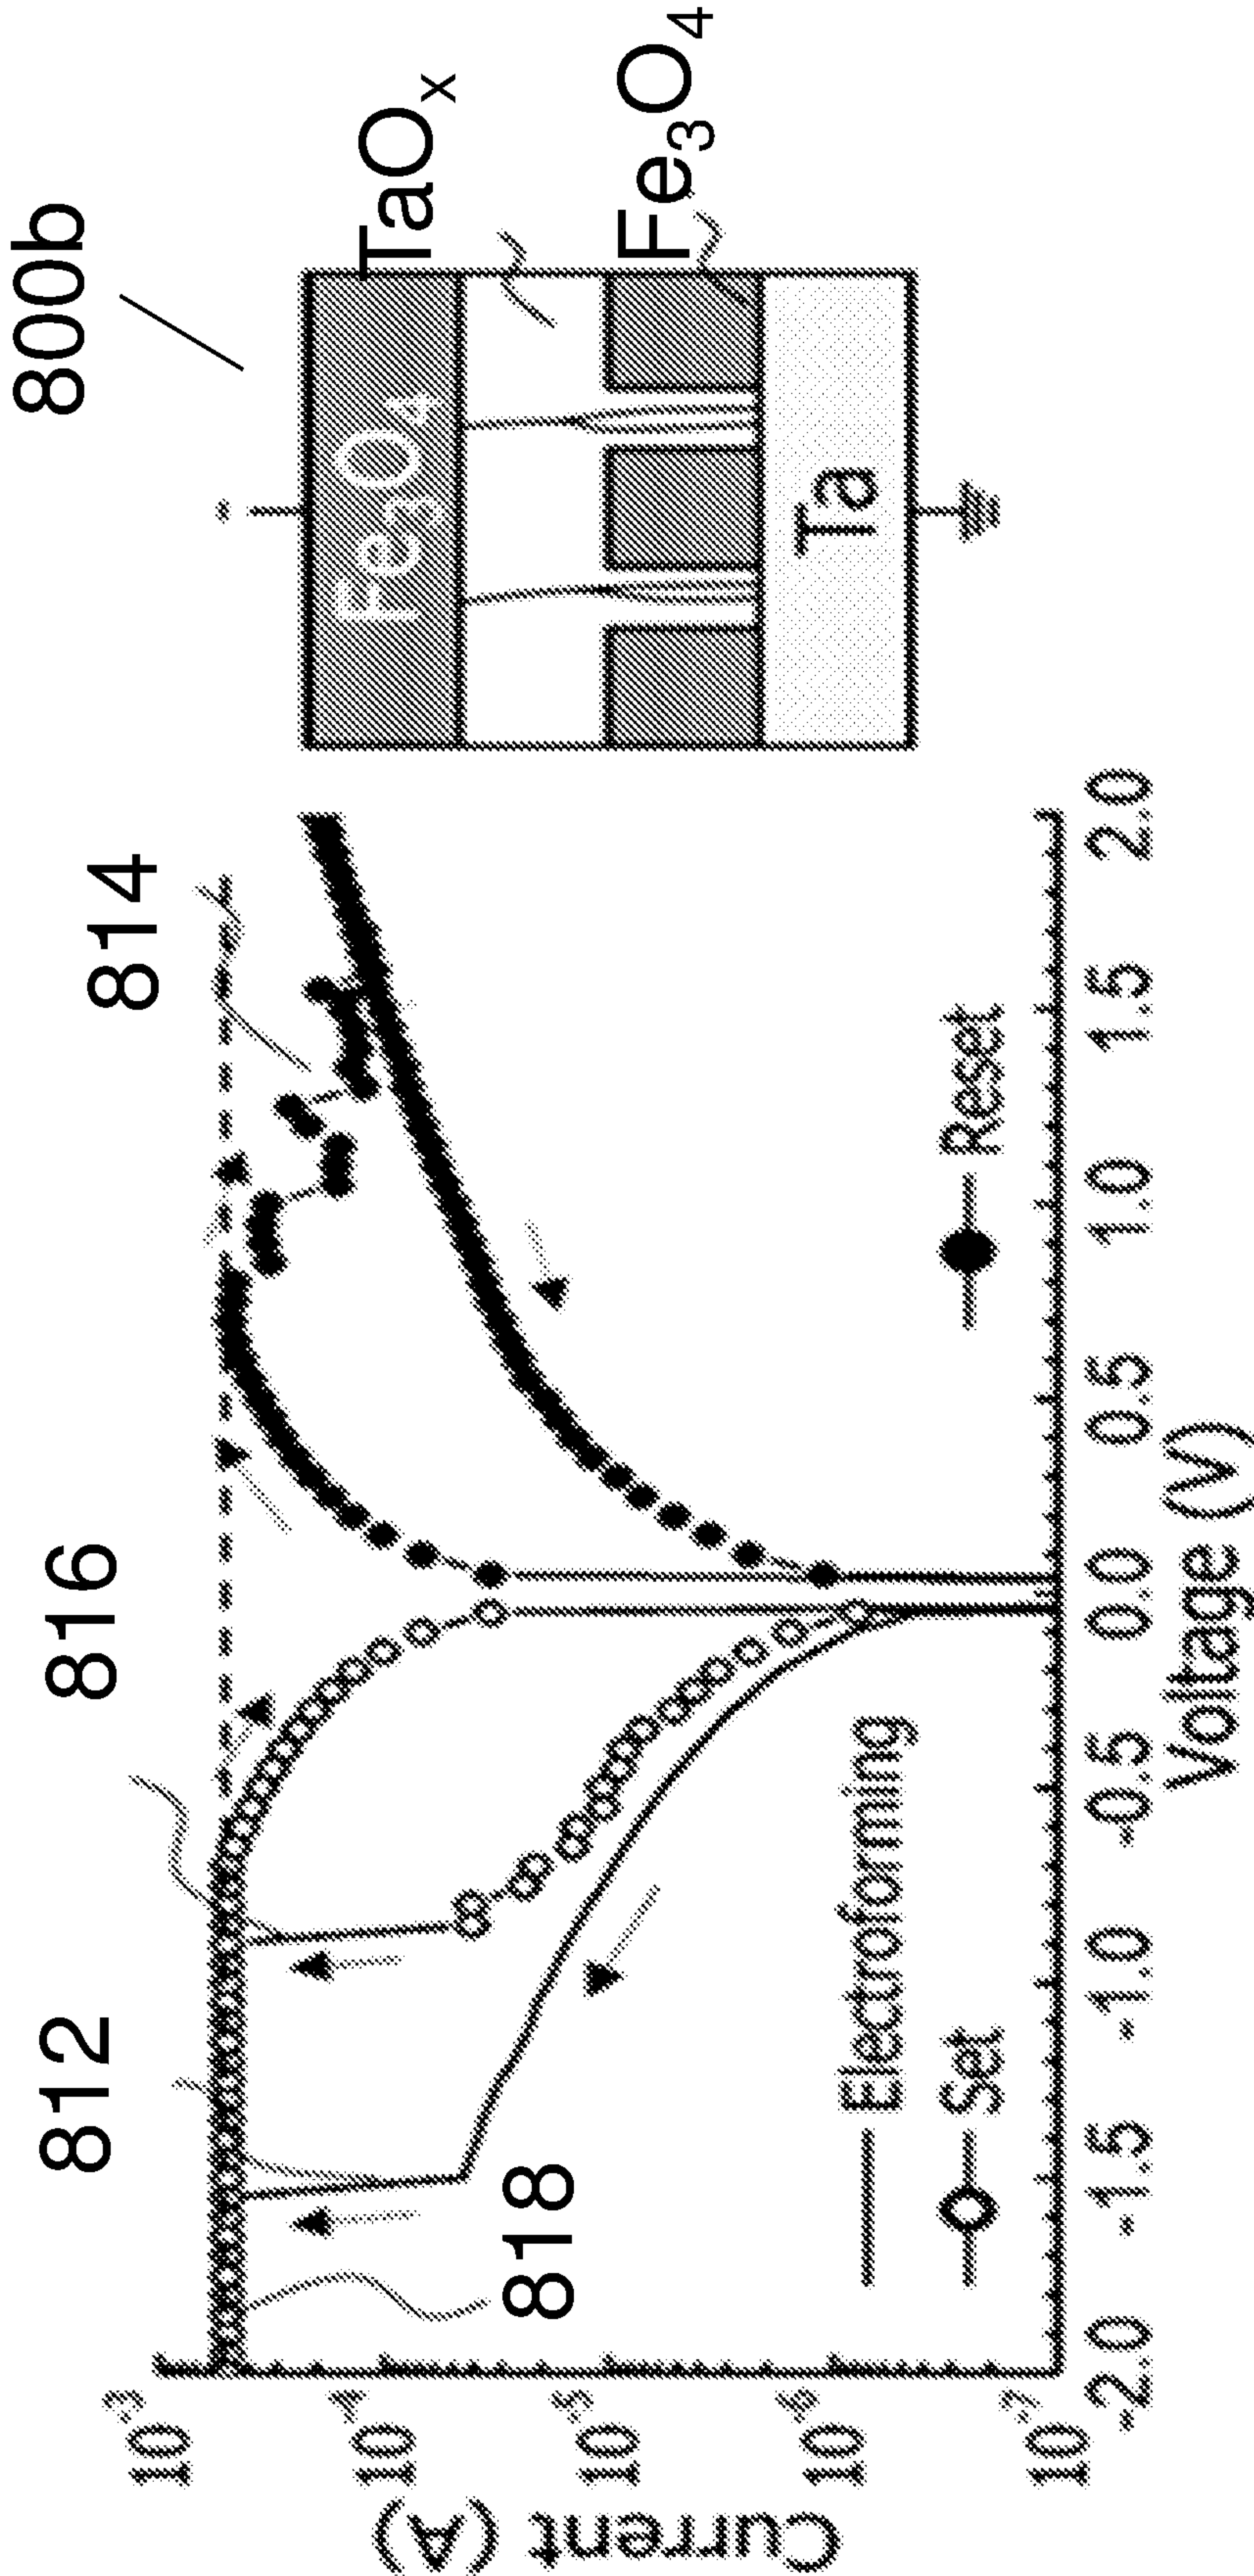 800b
812
816
814
818
Current (A)
10⁻³
10⁻⁴
10⁻⁵
10⁻⁶
10⁻⁷
Electroforming
Set
Reset
-2.0 -1.5 -1.0 -0.5 0.0 0.5 1.0 1.5 2.0
Voltage (V)
Fe₃O₄
TaOₓ
Fe₃O₄
Ta